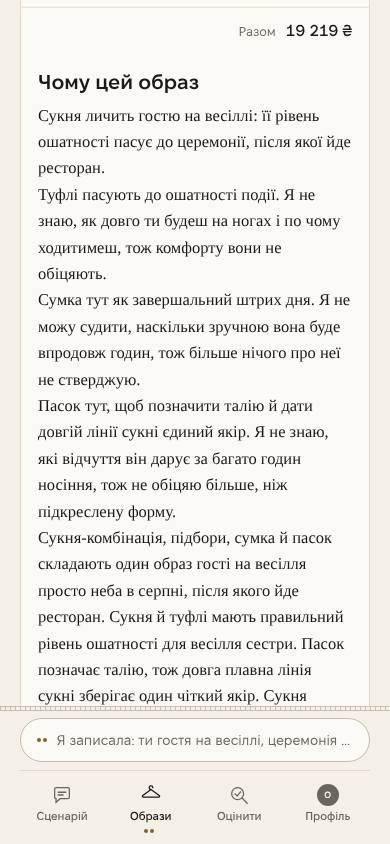 Разом 19 219 ₴
Чому цей образ
Сукня личить гостю на весіллі: її рівень
ошатності пасує до церемонії, після якої йде
ресторан.
Туфлі пасують до ошатності події. Я не
знаю, як довго ти будеш на ногах і по чому
ходитимеш, тож комфорту вони не
обіцяють.
Сумка тут як завершальний штрих дня. Я не
можу судити, наскільки зручною вона буде
впродовж годин, тож більше нічого про неї
не стверджую.
Пасок тут, щоб позначити талію й дати
довгій лінії сукні єдиний якір. Я не знаю,
які відчуття він дарує за багато годин
носіння, тож не обіцяю більше, ніж
підкреслену форму.
Сукня-комбінація, підбори, сумка й пасок
складають один образ гості на весілля
просто неба в серпні, після якого йде
ресторан. Сукня й туфлі мають правильний
рівень ошатності для весілля сестри. Пасок
позначає талію, тож довга плавна лінія
сукні зберігає один чіткий якір. Сукня
Я записала: ти гостя на весіллі, церемонія ...
Сценарій Образи Оцінити О Профіль